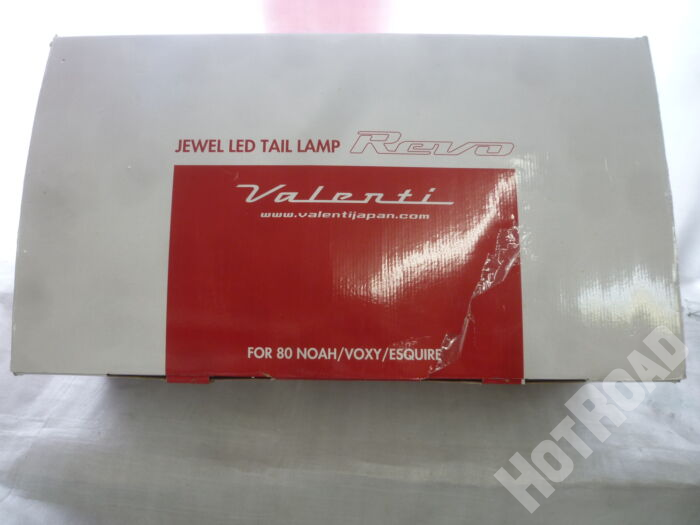 JEWEL LED TAIL LAMP Revo
Valenti
www.valentijapan.com
FOR 80 NOAH/VOXY/ESQUIRE
HOTROAD